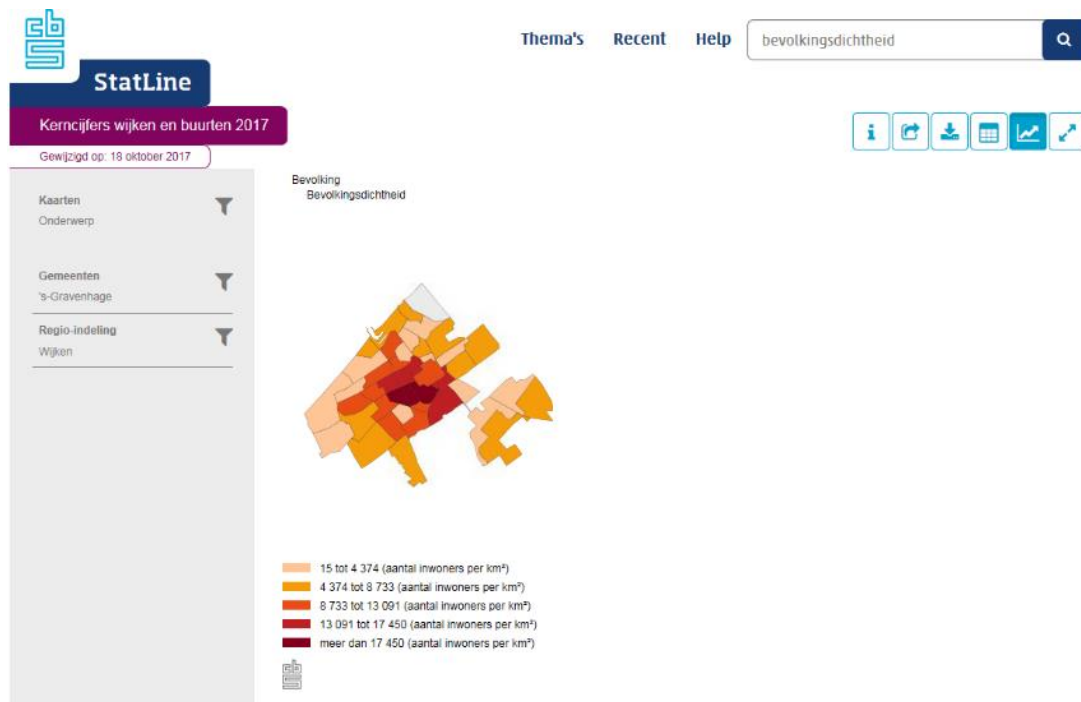 cbs
Thema's Recent Help bevolkingsdichtheid
StatLine
Kerncijfers wijken en buurten 2017
Gewijzigd op: 18 oktober 2017
Kaarten
Onderwerp
Gemeenten
's-Gravenhage
Regio-indeling
Wijken
Bevolking
Bevolkingsdichtheid
15 tot 4 374 (aantal inwoners per km²)
4 374 tot 8 733 (aantal inwoners per km²)
8 733 tot 13 091 (aantal inwoners per km²)
13 091 tot 17 450 (aantal inwoners per km²)
meer dan 17 450 (aantal inwoners per km²)
cbs